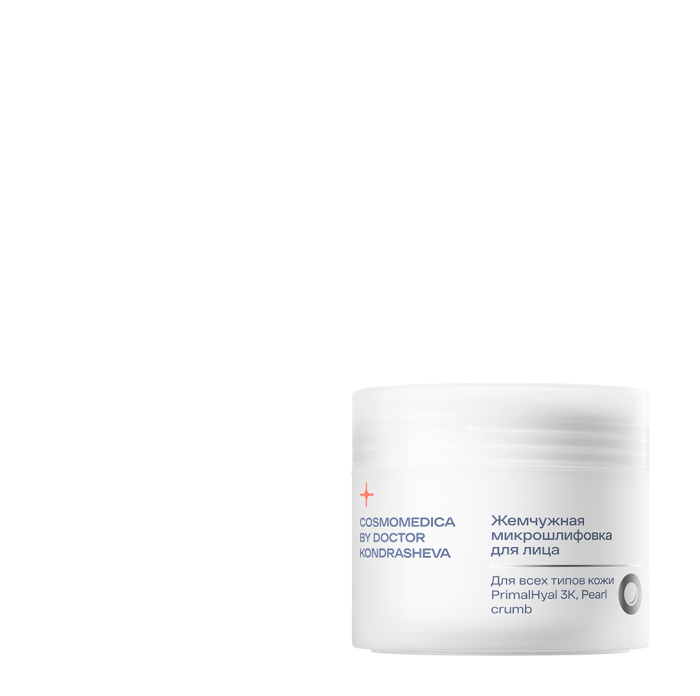 COSMOMEDICA
BY DOCTOR
KONDRASHEVA
Жемчужная
микрошлифовка
для лица
Для всех типов кожи
PrimalHyal 3K, Pearl
crumb